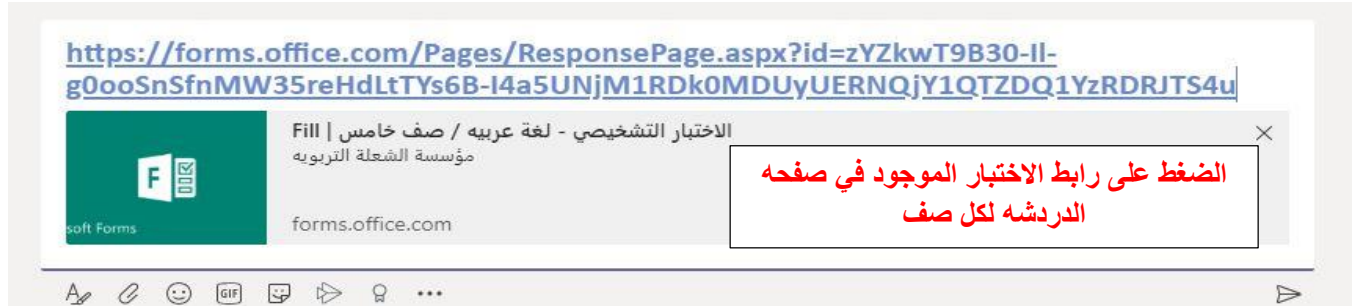 https://forms.office.com/Pages/ResponsePage.aspx?id=zYZkwT9B30-Il-
g0ooSnSfnMW35reHdLtTYs6B-I4a5UNjM1RDk0MDUyUERNQjY1QTZDQ1YzRDRJTS4u
الاختبار التشخيصي - لغة عربيه / صف خامس | Fill
مؤسسة الشعلة التربويه
forms.office.com
soft Forms
F
الضغط على رابط الاختبار الموجود في صفحه
الدردشه لكل صف
GIF